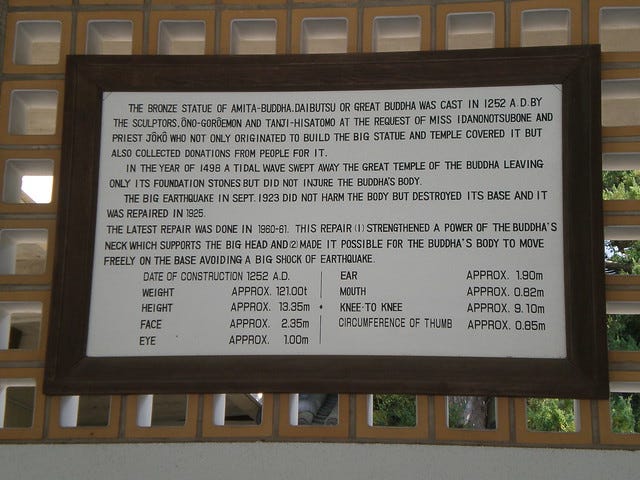 THE BRONZE STATUE OF AMITA-BUDDHA. DAIBUTSU OR GREAT BUDDHA WAS CAST IN 1252 A.D. BY
THE SCULPTORS, ŌNO-GORŌEMON AND TANJI-HISATOMO AT THE REQUEST OF MISS IDANONOTSUBONE AND
PRIEST JŌKŌ WHO NOT ONLY ORIGINATED TO BUILD THE BIG STATUE AND TEMPLE COVERED IT BUT
ALSO COLLECTED DONATIONS FROM PEOPLE FOR IT.
IN THE YEAR OF 1498 A TIDAL WAVE SWEPT AWAY THE GREAT TEMPLE OF THE BUDDHA LEAVING
ONLY ITS FOUNDATION STONES BUT DID NOT INJURE THE BUDDHA'S BODY.
THE BIG EARTHQUAKE IN SEPT. 1923 DID NOT HARM THE BODY BUT DESTROYED ITS BASE AND IT
WAS REPAIRED IN 1925.
THE LATEST REPAIR WAS DONE IN 1960-61. THIS REPAIR (1) STRENGTHENED A POWER OF THE BUDDHA'S
NECK WHICH SUPPORTS THE BIG HEAD AND (2) MADE IT POSSIBLE FOR THE BUDDHA'S BODY TO MOVE
FREELY ON THE BASE AVOIDING A BIG SHOCK OF EARTHQUAKE.
DATE OF CONSTRUCTION 1252 A.D.
WEIGHT APPROX. 121.00t
HEIGHT APPROX. 13.35m
FACE APPROX. 2.35m
EYE APPROX. 1.00m
EAR APPROX. 1.90m
MOUTH APPROX. 0.82m
KNEE-TO KNEE APPROX. 9.10m
CIRCUMFERENCE OF THUMB APPROX. 0.85m